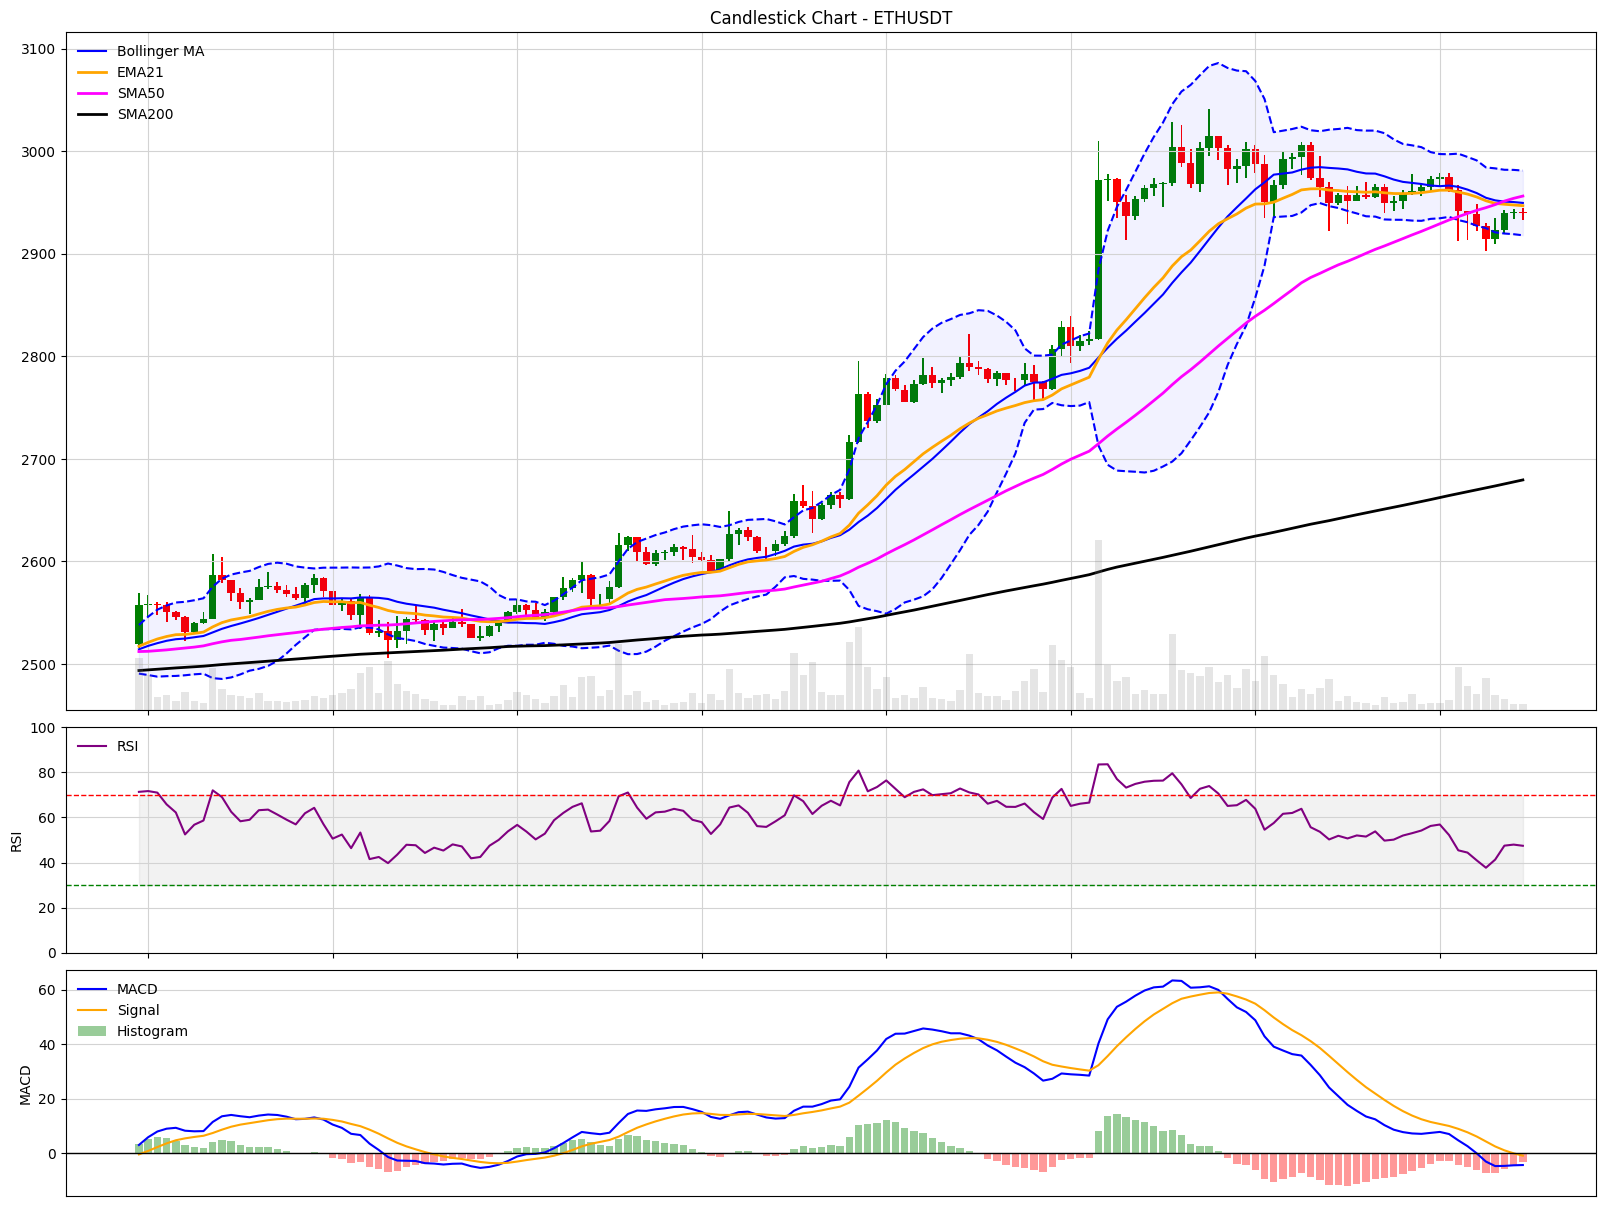 Candlestick Chart - ETHUSDT
3100
3000
2900
2800
2700
2600
2500
Bollinger MA
EMA21
SMA50
SMA200
100
80
60
40
20
0
RSI
RSI
60
40
20
0
MACD
MACD
Signal
Histogram